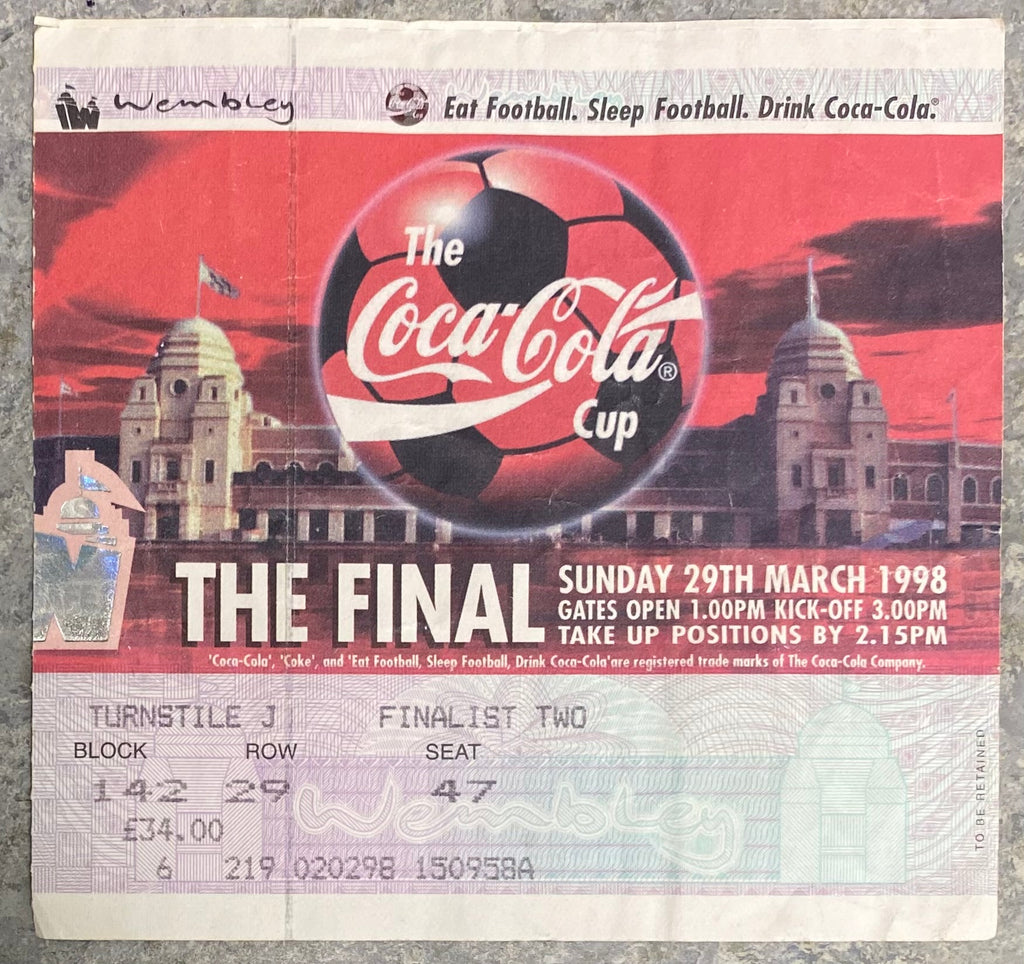 Wembley
Eat Football. Sleep Football. Drink Coca-Cola®
The
Coca-Cola®
Cup
THE FINAL
SUNDAY 29TH MARCH 1998
GATES OPEN 1.00PM KICK-OFF 3.00PM
TAKE UP POSITIONS BY 2.15PM
'Coca-Cola', 'Coke', and 'Eat Football, Sleep Football, Drink Coca-Cola'are registered trade marks of The Coca-Cola Company.
TURNSTILE J FINALIST TWO
BLOCK ROW SEAT
142 29 47
Wembley
£34.00
6 219 020298 150958A
TO BE RETAINED